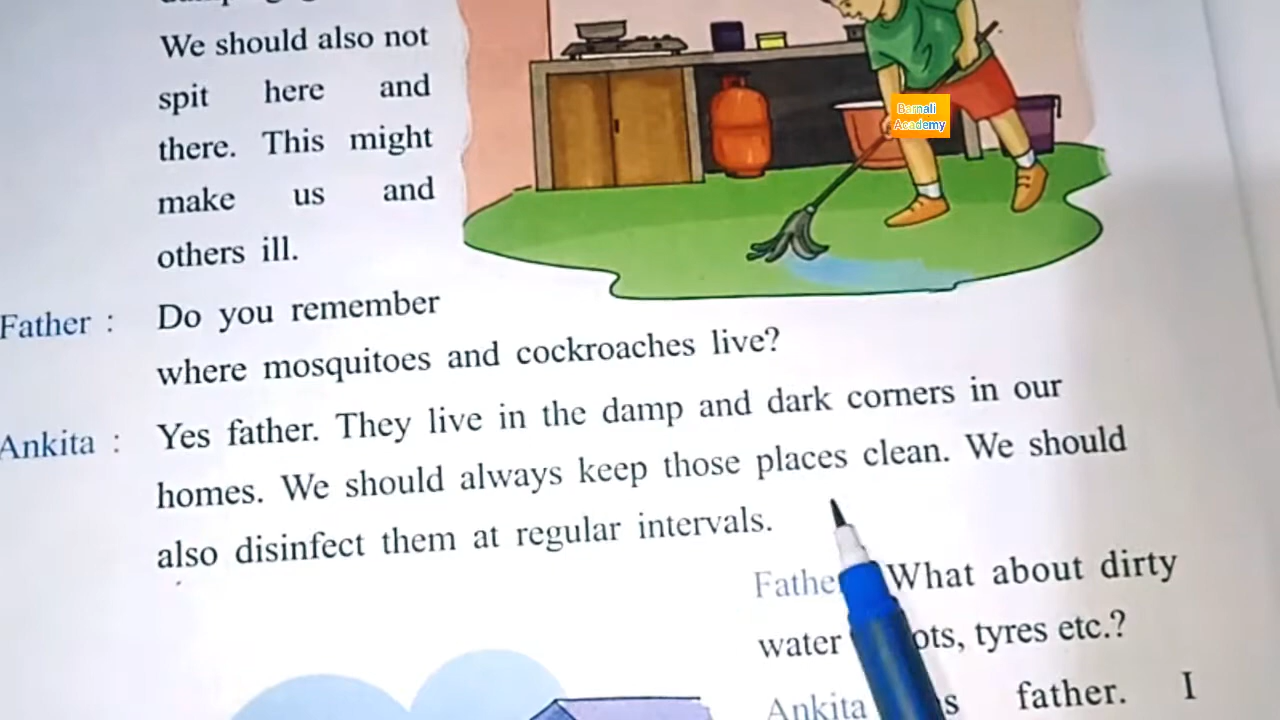 We should also not
spit here and
there. This might
make us and
others ill.
Barnali
Academy
Father : Do you remember
where mosquitoes and cockroaches live?
Ankita : Yes father. They live in the damp and dark corners in our
homes. We should always keep those places clean. We should
also disinfect them at regular intervals.
What about dirty
water tyres etc.?
Ankita father. I